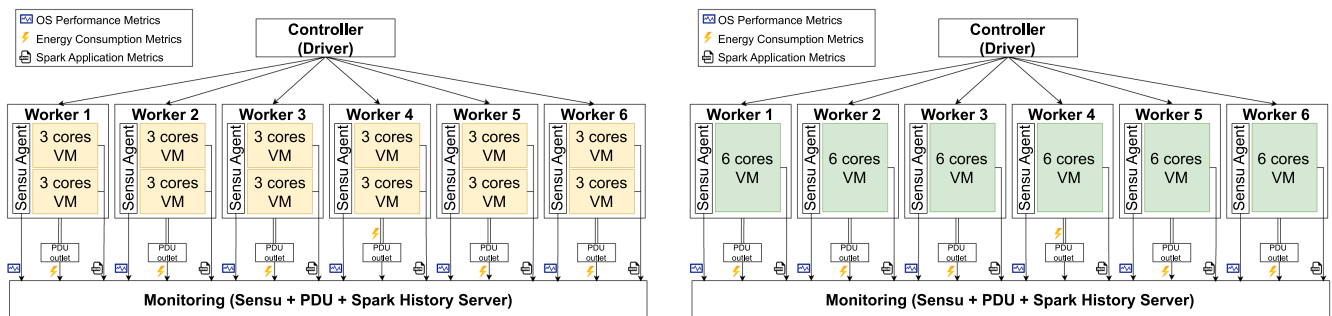 OS Performance Metrics
Energy Consumption Metrics
Spark Application Metrics
Controller
(Driver)
Worker 1
Sensu Agent
3 cores
VM
3 cores
VM
PDU
outlet
Worker 2
Sensu Agent
3 cores
VM
3 cores
VM
PDU
outlet
Worker 3
Sensu Agent
3 cores
VM
3 cores
VM
PDU
outlet
Worker 4
Sensu Agent
3 cores
VM
3 cores
VM
PDU
outlet
Worker 5
Sensu Agent
3 cores
VM
3 cores
VM
PDU
outlet
Worker 6
Sensu Agent
3 cores
VM
3 cores
VM
PDU
outlet
Monitoring (Sensu + PDU + Spark History Server)
OS Performance Metrics
Energy Consumption Metrics
Spark Application Metrics
Controller
(Driver)
Worker 1
Sensu Agent
6 cores
VM
PDU
outlet
Worker 2
Sensu Agent
6 cores
VM
PDU
outlet
Worker 3
Sensu Agent
6 cores
VM
PDU
outlet
Worker 4
Sensu Agent
6 cores
VM
PDU
outlet
Worker 5
Sensu Agent
6 cores
VM
PDU
outlet
Worker 6
Sensu Agent
6 cores
VM
PDU
outlet
Monitoring (Sensu + PDU + Spark History Server)